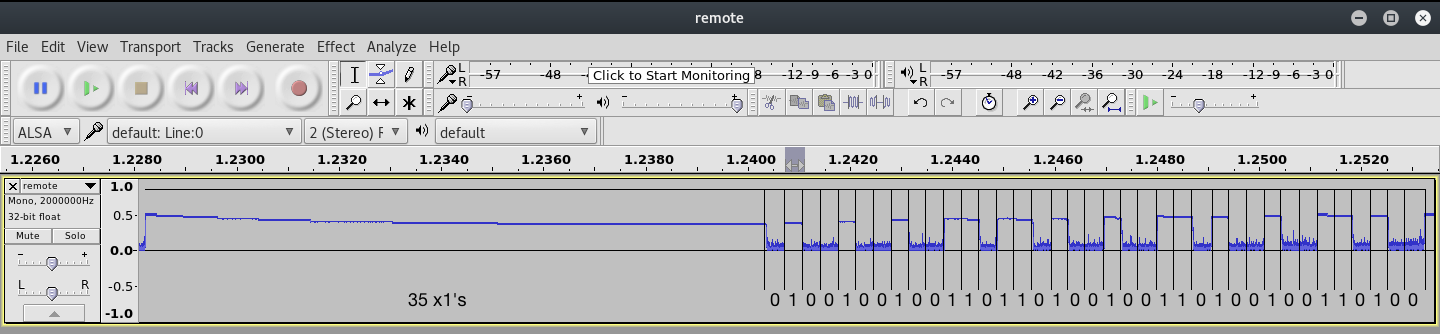 remote
File Edit View Transport Tracks Generate Effect Analyze Help
L R -57 -48 Click to Start Monitoring 8 -12 -9 -6 -3 0 L R -57 -48 -42 -36 -30 -24 -18 -12 -9 -6 -3 0
- + - + - +
ALSA default: Line:0 2 (Stereo) F default
1.2260 1.2280 1.2300 1.2320 1.2340 1.2360 1.2380 1.2400 1.2420 1.2440 1.2460 1.2480 1.2500 1.2520
X remote 1.0
Mono, 2000000Hz
32-bit float 0.5
Mute Solo
- + 0.0
L R -0.5
35 x1's 0 1 0 0 1 0 0 1 0 0 1 1 0 1 1 0 1 0 0 1 0 0 1 1 0 1 0 0 1 0 0 1 1 0 1 0 0
-1.0